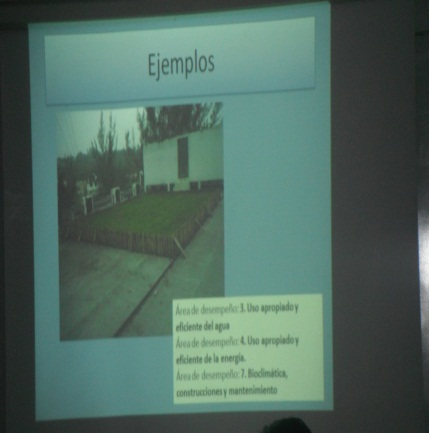 Ejemplos
Área de desempeño: 3. Uso apropiado y
eficiente del agua
Área de desempeño: 4. Uso apropiado y
eficiente de la energía.
Área de desempeño: 7. Bioclimática,
construcciones y mantenimiento